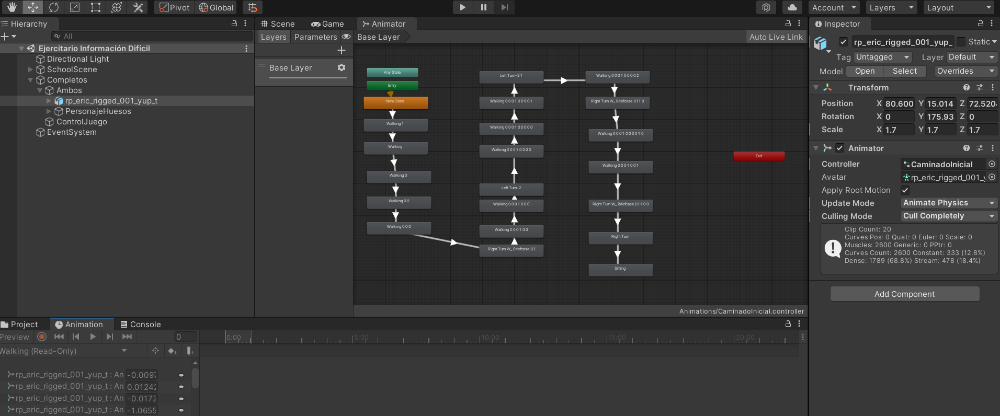 Pivot Global
Account Layers Layout
Hierarchy
All
Ejercitario Información Difícil
Directional Light
SchoolScene
Completos
Ambos
rp_eric_rigged_001_yup_t
PersonajeHuesos
ControlJuego
EventSystem
Scene Game Animator
Layers Parameters Base Layer Auto Live Link
Base Layer
Any State
Entry
New State
Walking 1
Walking
Walking 0
Walking 0 0
Walking 0 0 0
Left Turn-2 1
Walking 0 0 0 1 0 0 0 0 1
Walking 0 0 0 1 0 0 0 0 0
Walking 0 0 0 1 0 0 0 0
Left Turn-2
Walking 0 0 0 1 0 0 0
Walking 0 0 0 1 0 0
Right Turn W_ Briefcase (1)
Walking 0 0 0 1 0 0 0 0 2
Right Turn W_ Briefcase (1) 1 0
Walking 0 0 0 1 0 0 0 0 1 0
Walking 0 0 0 1 0 0 1
Right Turn W_ Briefcase (1) 1 0 0
Right Turn
Sitting
Exit
Animations/CaminadoInicial.controller
Inspector
rp_eric_rigged_001_yup_ Static
Tag Untagged Layer Default
Model Open Select Overrides
Transform
Position X 80.600 Y 15.014 Z 72.520
Rotation X 0 Y 175.93 Z 0
Scale X 1.7 Y 1.7 Z 1.7
Animator
Controller CaminadoInicial
Avatar rp_eric_rigged_001_y
Apply Root Motion
Update Mode Animate Physics
Culling Mode Cull Completely
Clip Count: 20
Curves Pos: 0 Quat: 0 Euler: 0 Scale: 0
Muscles: 2600 Generic: 0 PPtr: 0
Curves Count: 2600 Constant: 333 (12.8%)
Dense: 1789 (68.8%) Stream: 478 (18.4%)
Add Component
Project Animation Console
Preview 0 0:00 5:00 10:00 15:00 20:00
Walking (Read-Only)
rp_eric_rigged_001_yup_t : An -0.0097
rp_eric_rigged_001_yup_t : An 0.01242
rp_eric_rigged_001_yup_t : An -0.0172
rp_eric_rigged_001_yup_t : An -1.0655